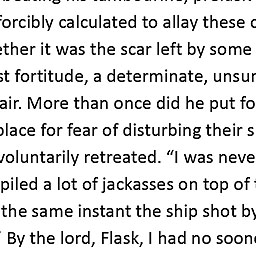 forcibly calculated to allay these
ether it was the scar left by some
st fortitude, a determinate, unsur
air. More than once did he put fo
place for fear of disturbing their s
voluntarily retreated. “I was neve
piled a lot of jackasses on top of
the same instant the ship shot by
By the lord, Flask, I had no soon